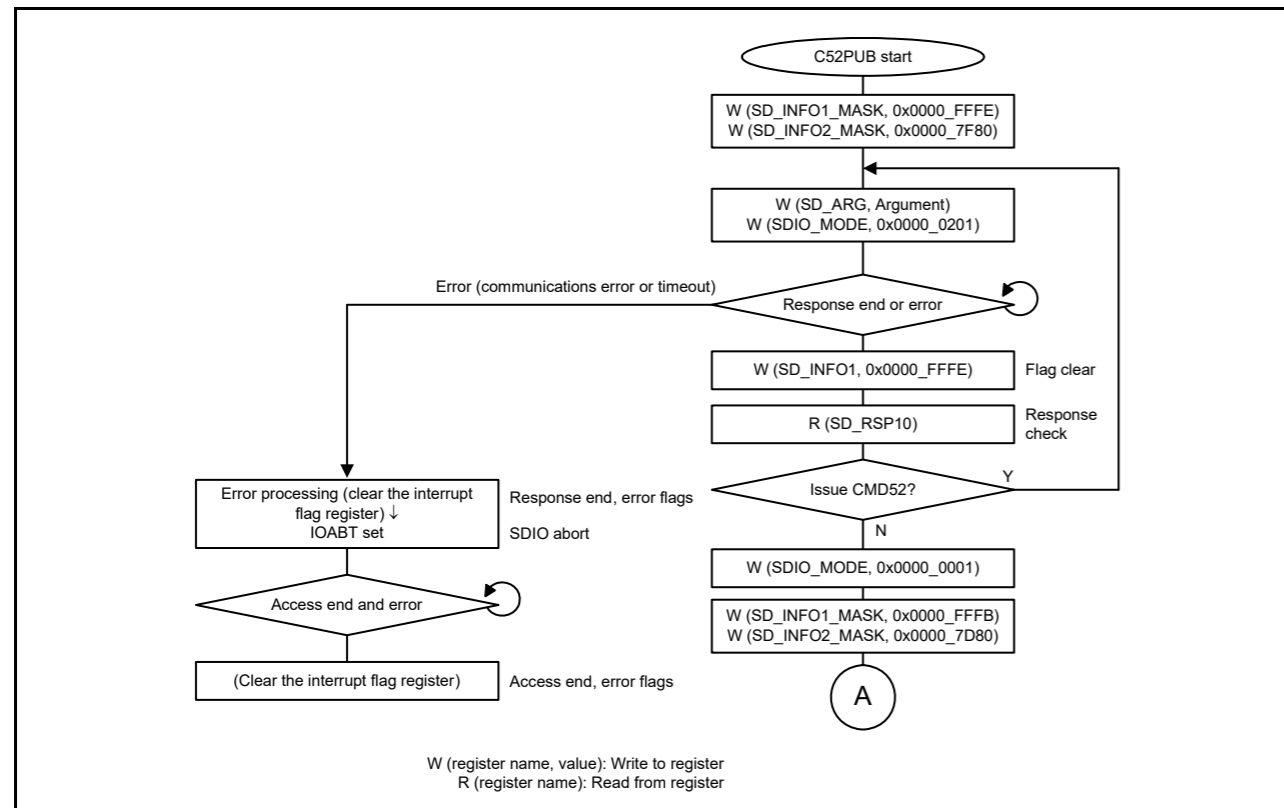 C52PUB start
W (SD_INFO1_MASK, 0x0000_FFFE)
W (SD_INFO2_MASK, 0x0000_7F80)
W (SD_ARG, Argument)
W (SDIO_MODE, 0x0000_0201)
Error (communications error or timeout)
Response end or error
W (SD_INFO1, 0x0000_FFFE)
Flag clear
R (SD_RSP10)
Response
check
Issue CMD52?
Y
N
Error processing (clear the interrupt
flag register) ↓
IOABT set
Response end, error flags
SDIO abort
W (SDIO_MODE, 0x0000_0001)
Access end and error
W (SD_INFO1_MASK, 0x0000_FFFB)
W (SD_INFO2_MASK, 0x0000_7D80)
(Clear the interrupt flag register)
Access end, error flags
A
W (register name, value): Write to register
R (register name): Read from register